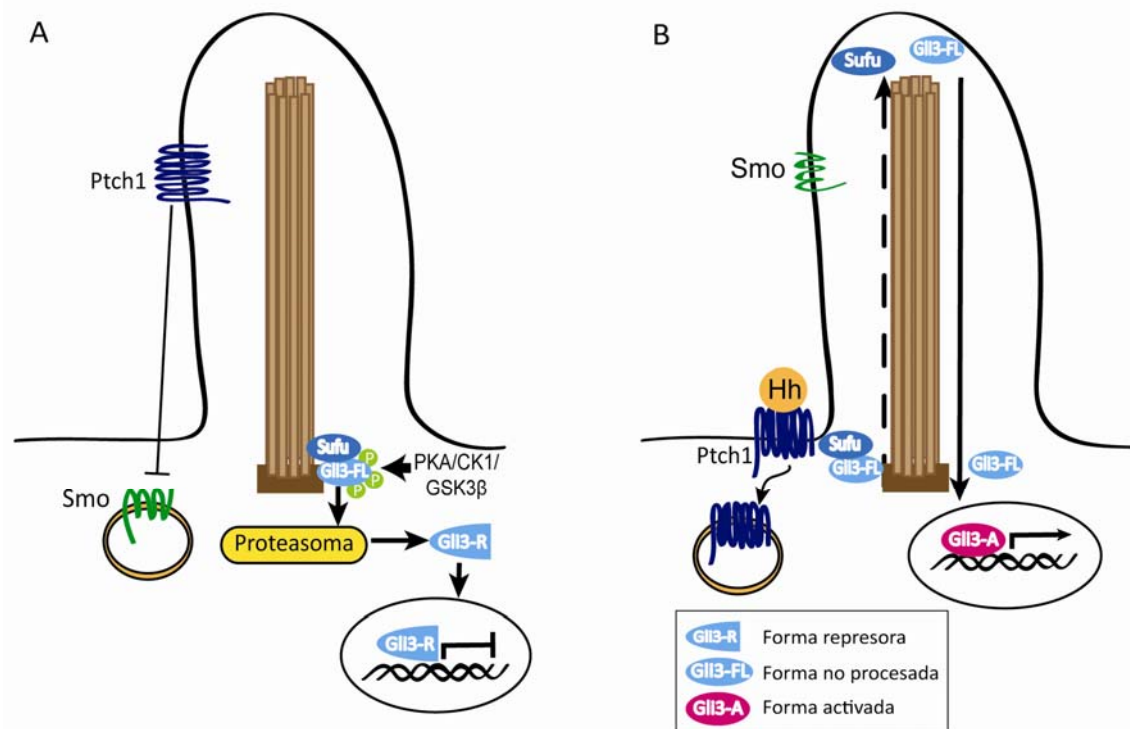 A
Ptch1
Smo
Sufu
Gli3-FL
P
P
P
PKA/CK1/
GSK3β
Proteasoma
Gli3-R
Gli3-R
B
Sufu
Gli3-FL
Smo
Hh
Ptch1
Sufu
Gli3-FL
Gli3-FL
Gli3-A
Gli3-R Forma represora
Gli3-FL Forma no procesada
Gli3-A Forma activada